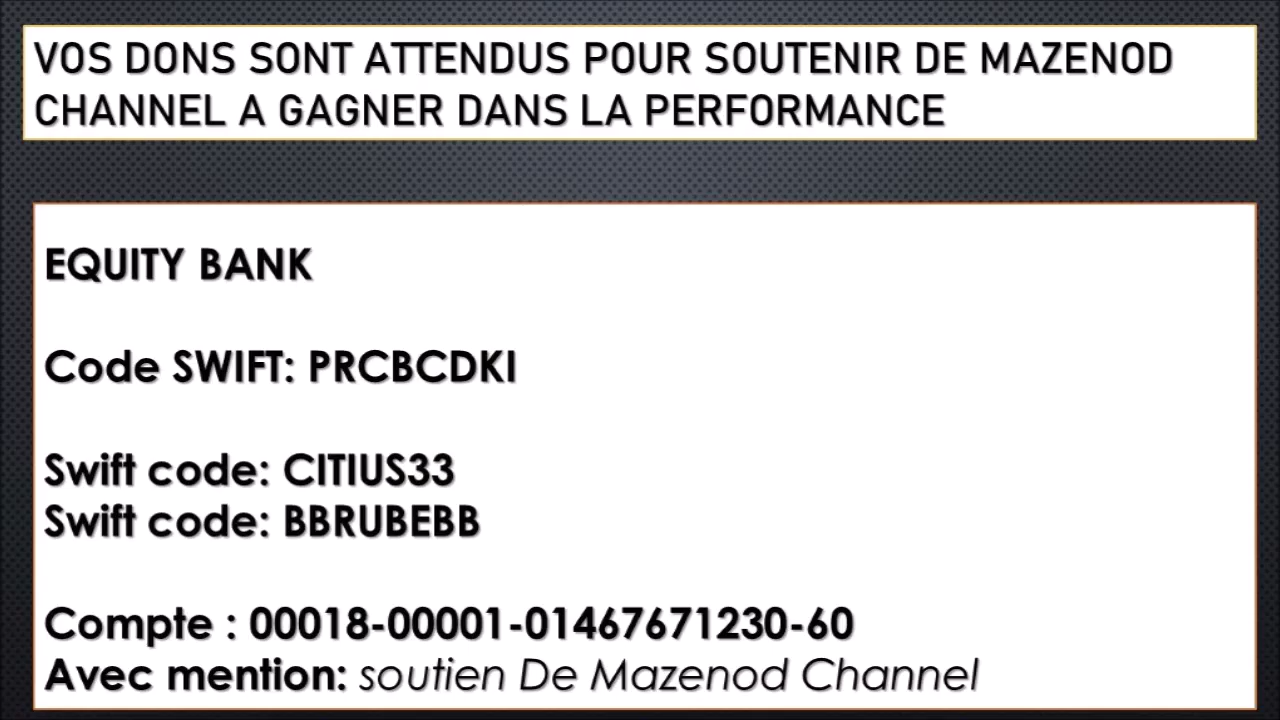 VOS DONS SONT ATTENDUS POUR SOUTENIR DE MAZENOD
CHANNEL A GAGNER DANS LA PERFORMANCE
EQUITY BANK
Code SWIFT: PRCBCDKI
Swift code: CITIUS33
Swift code: BBRUBEBB
Compte : 00018-00001-01467671230-60
Avec mention: soutien De Mazenod Channel